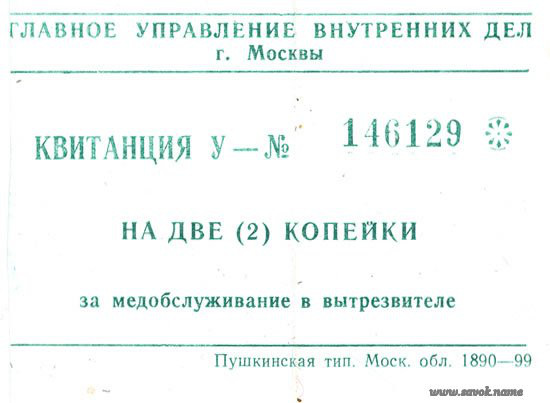 ГЛАВНОЕ УПРАВЛЕНИЕ ВНУТРЕННИХ ДЕЛ
г. Москвы
КВИТАНЦИЯ У — № 146129
НА ДВЕ (2) КОПЕЙКИ
за медобслуживание в вытрезвителе
Пушкинская тип. Моск. обл. 1890—99
www.savok.name